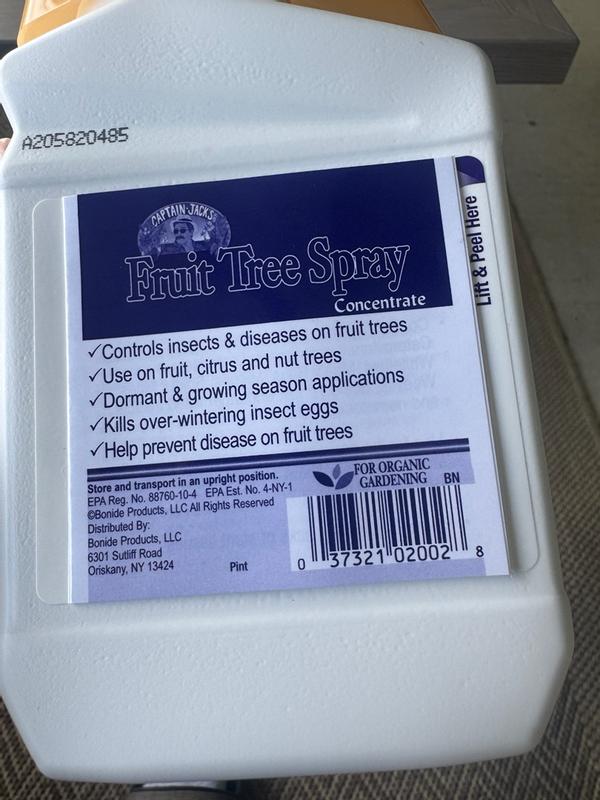 A205820485
CAPTAIN JACK'S
Fruit Tree Spray
Concentrate
Lift & Peel Here
✓Controls insects & diseases on fruit trees
✓Use on fruit, citrus and nut trees
✓Dormant & growing season applications
✓Kills over-wintering insect eggs
✓Help prevent disease on fruit trees
Store and transport in an upright position.
EPA Reg. No. 88760-10-4 EPA Est. No. 4-NY-1
©Bonide Products, LLC All Rights Reserved
Distributed By:
Bonide Products, LLC
6301 Sutliff Road
Oriskany, NY 13424
Pint
FOR ORGANIC
GARDENING
BN
0 37321 02002 8